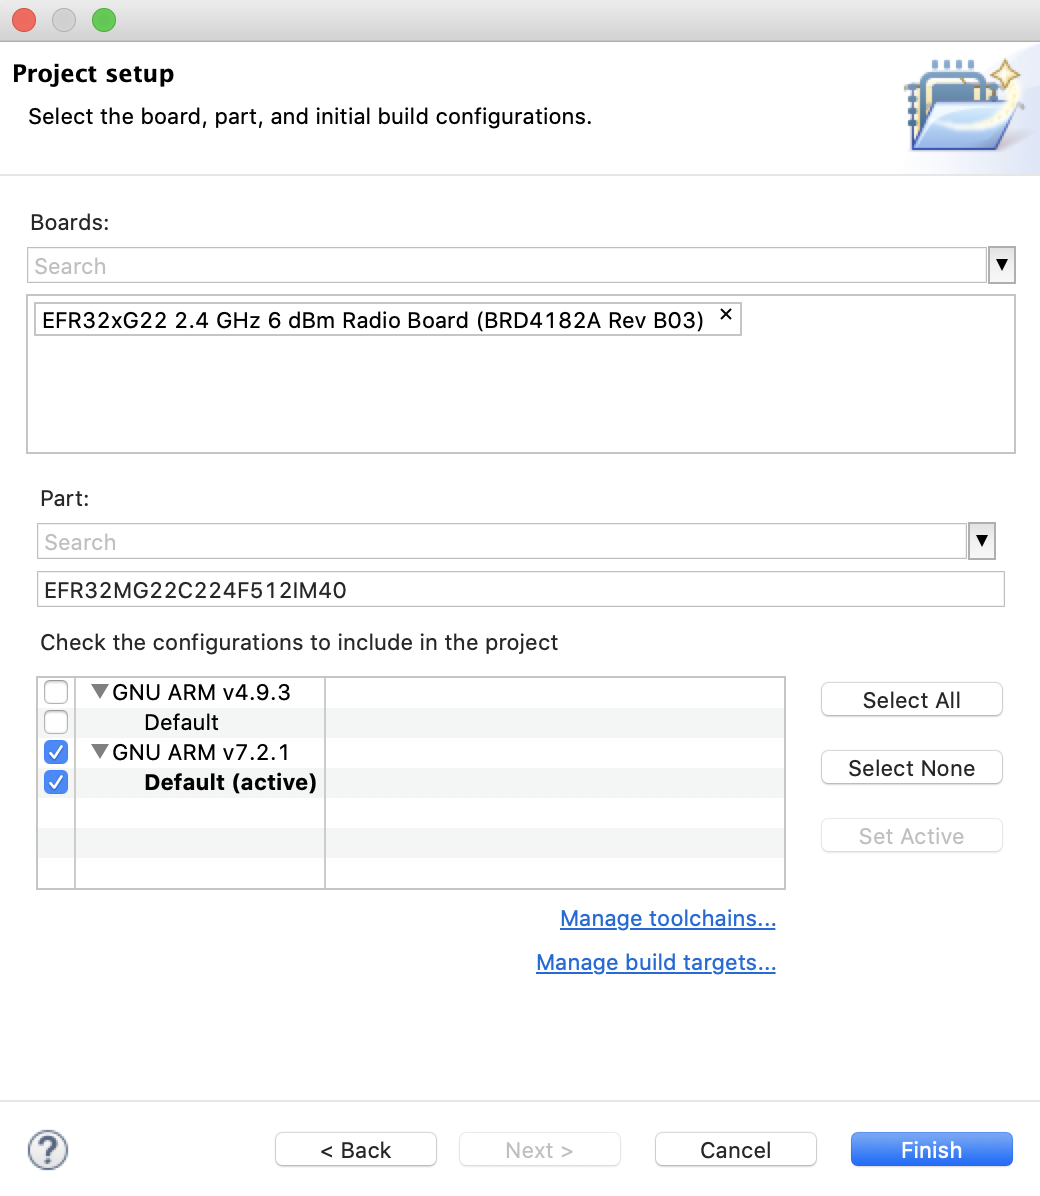 Project setup
Select the board, part, and initial build configurations.
Boards:
Search
EFR32xG22 2.4 GHz 6 dBm Radio Board (BRD4182A Rev B03) ×
Part:
Search
EFR32MG22C224F512IM40
Check the configurations to include in the project
GNU ARM v4.9.3
Default
GNU ARM v7.2.1
Default (active)
Select All
Select None
Set Active
Manage toolchains...
Manage build targets...
? < Back Next > Cancel Finish